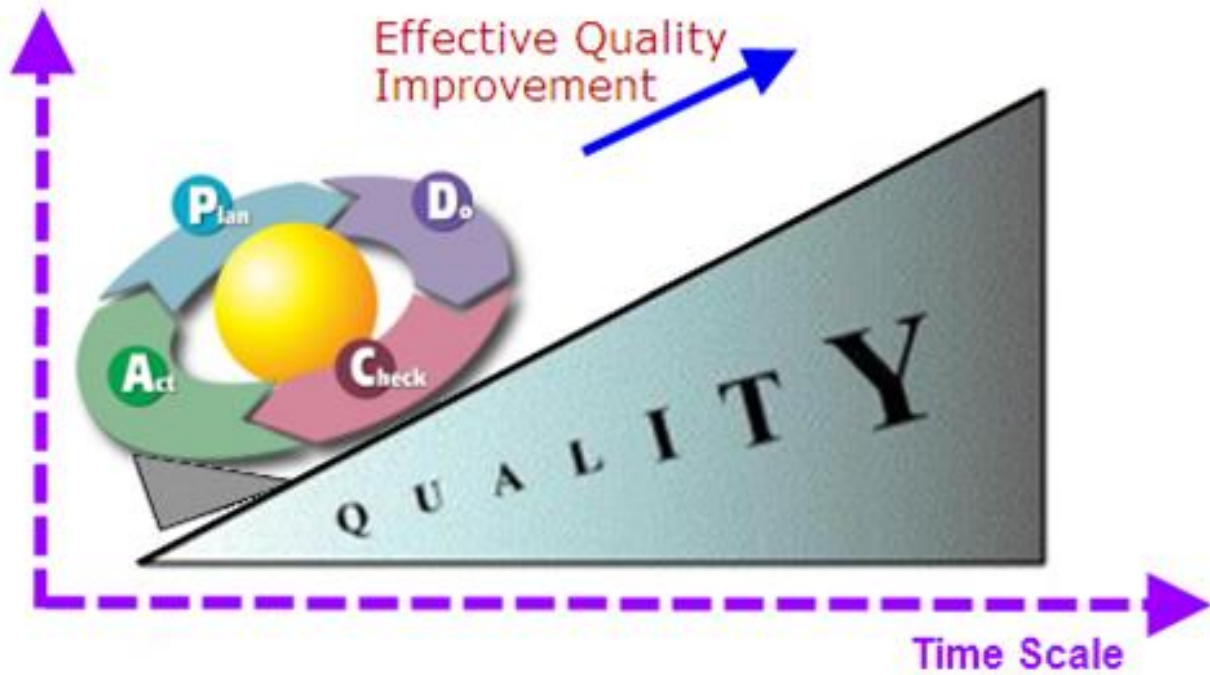 Effective Quality
Improvement
Plan
Do
Act
Check
QUALITY
Time Scale